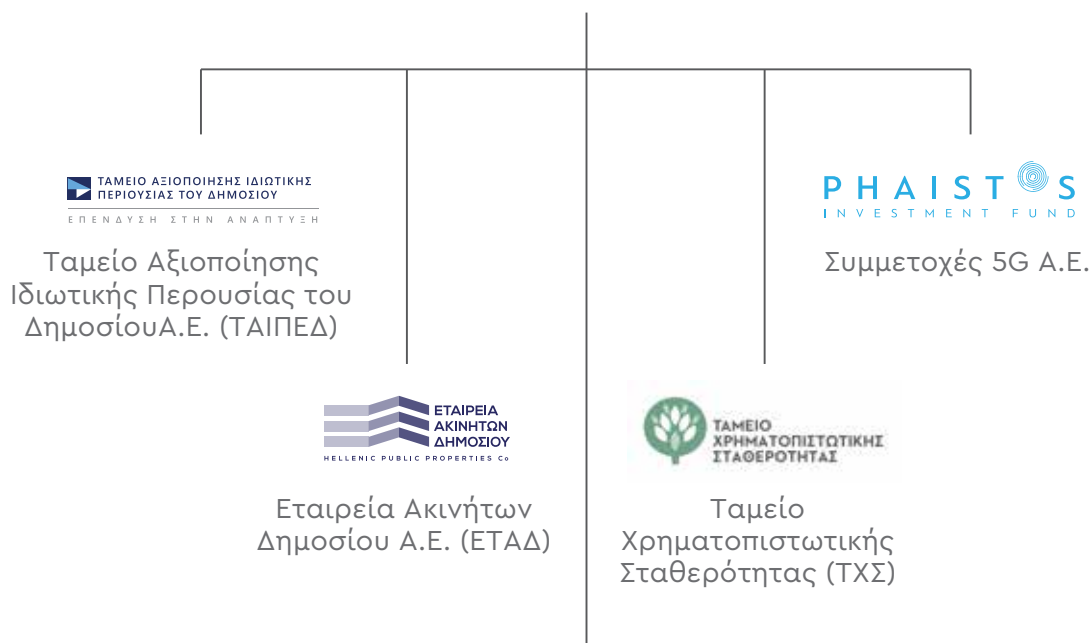 ΤΑΜΕΙΟ ΑΞΙΟΠΟΙΗΣΗΣ ΙΔΙΩΤΙΚΗΣ
ΠΕΡΙΟΥΣΙΑΣ ΤΟΥ ΔΗΜΟΣΙΟΥ
ΕΠΕΝΔΥΣΗ ΣΤΗΝ ΑΝΑΠΤΥΞΗ
Ταμείο Αξιοποίησης
Ιδιωτικής Περουσίας του
ΔημοσίουΑ.Ε. (ΤΑΙΠΕΔ)
PHAISTOS
INVESTMENT FUND
Συμμετοχές 5G Α.Ε.
ΕΤΑΙΡΕΙΑ
ΑΚΙΝΗΤΩΝ
ΔΗΜΟΣΙΟΥ
HELLENIC PUBLIC PROPERTIES Co
Εταιρεία Ακινήτων
Δημοσίου Α.Ε. (ΕΤΑΔ)
ΤΑΜΕΙΟ
ΧΡΗΜΑΤΟΠΙΣΤΩΤΙΚΗΣ
ΣΤΑΘΕΡΟΤΗΤΑΣ
Ταμείο
Χρηματοπιστωτικής
Σταθερότητας (ΤΧΣ)